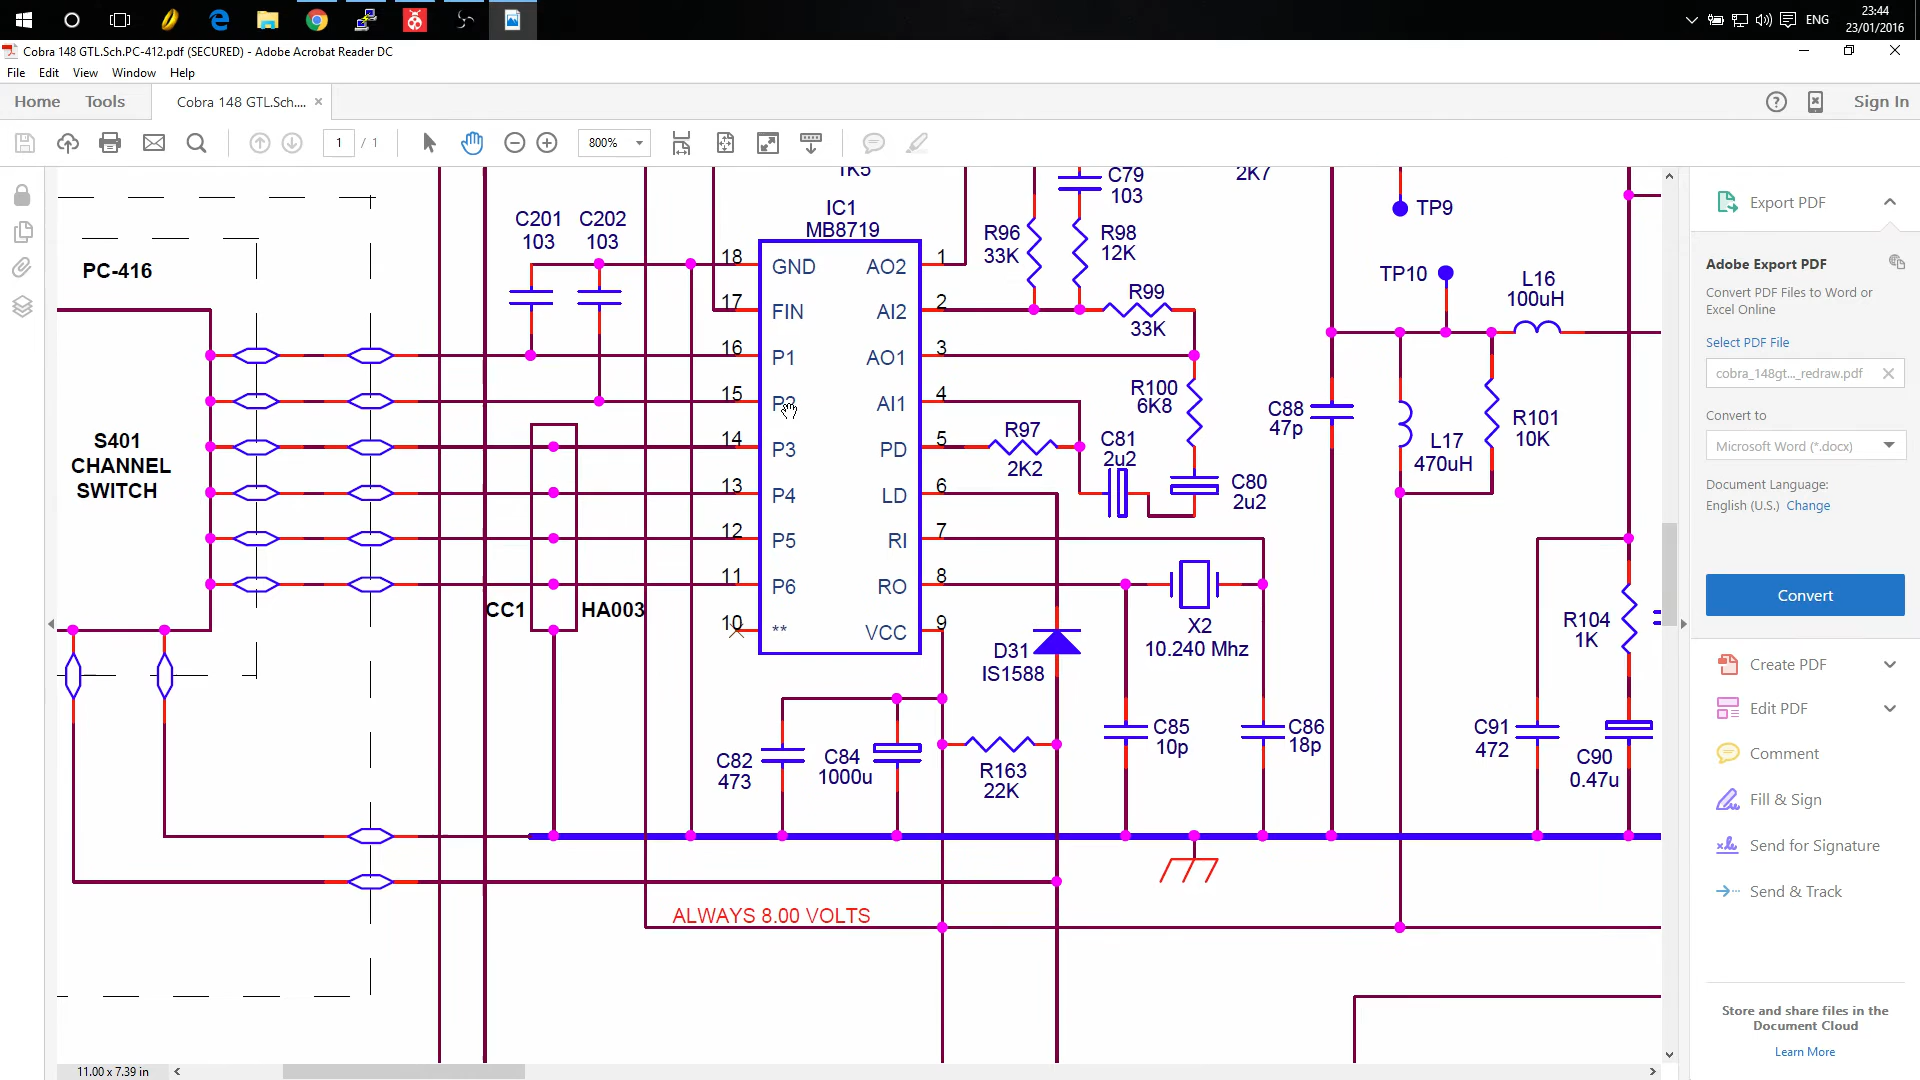 ENG
23:44
23/01/2016
Cobra 148 GTL.Sch.PC-412.pdf (SECURED) - Adobe Acrobat Reader DC
File Edit View Window Help
Home Tools Cobra 148 GTL.Sch.... × Sign In
1 / 1 800%
1K5
C79
103
2K7
TP9
TP10
L16
100uH
PC-416
C201
103
C202
103
IC1
MB8719
R96
33K
R98
12K
R99
33K
18 GND AO2 1
17 FIN AI2 2
16 P1 AO1 3
15 P2 AI1 4
14 P3 PD 5
13 P4 LD 6
12 P5 RI 7
11 P6 RO 8
10 ** VCC 9
S401
CHANNEL
SWITCH
R100
6K8
R97
2K2
C81
2u2
C80
2u2
C88
47p
L17
470uH
R101
10K
CC1
HA003
D31
IS1588
X2
10.240 Mhz
R104
1K
C82
473
C84
1000u
R163
22K
C85
10p
C86
18p
C91
472
C90
0.47u
ALWAYS 8.00 VOLTS
11.00 x 7.39 in
Export PDF
Adobe Export PDF
Convert PDF Files to Word or
Excel Online
Select PDF File
cobra_148gt..._redraw.pdf
Convert to
Microsoft Word (*.docx)
Document Language:
English (U.S.) Change
Convert
Create PDF
Edit PDF
Comment
Fill & Sign
Send for Signature
Send & Track
Store and share files in the
Document Cloud
Learn More